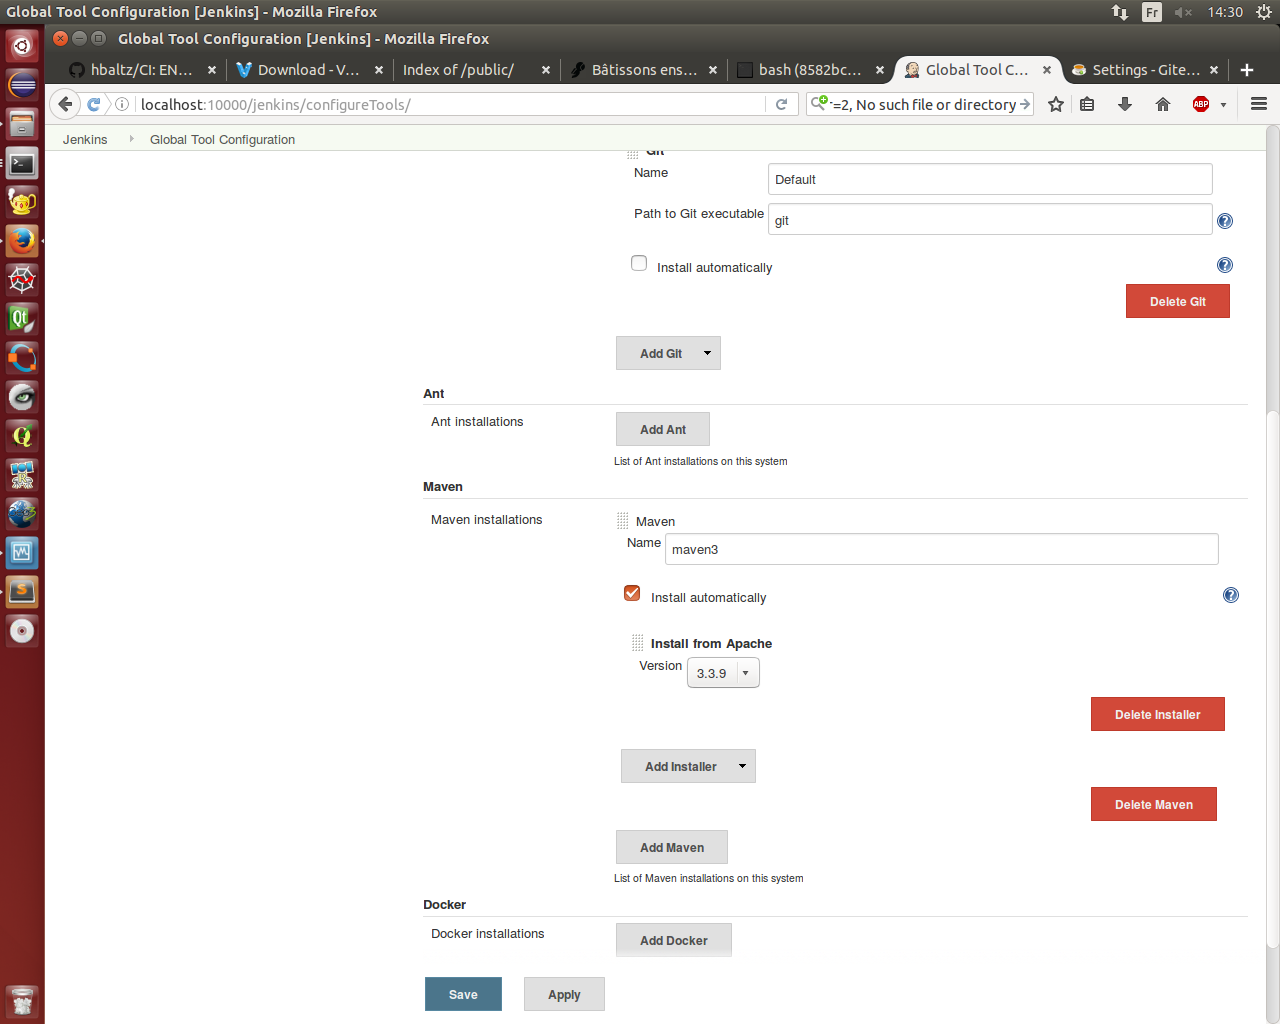 Global Tool Configuration [Jenkins] - Mozilla Firefox
Fr
14:30
Global Tool Configuration [Jenkins] - Mozilla Firefox
hbaltz/CI: EN... × Download - V... × Index of /public/ × Bâtissons ens... × bash (8582bc... × Global Tool C... × Settings - Gite... × +
localhost:10000/jenkins/configureTools/
=2, No such file or directory
ABP
Jenkins Global Tool Configuration
Git
Name
Default
Path to Git executable
git
Install automatically
Delete Git
Add Git
Ant
Ant installations
Add Ant
List of Ant installations on this system
Maven
Maven installations
Maven
Name
maven3
Install automatically
Install from Apache
Version
3.3.9
Delete Installer
Add Installer
Delete Maven
Add Maven
List of Maven installations on this system
Docker
Docker installations
Add Docker
Save
Apply